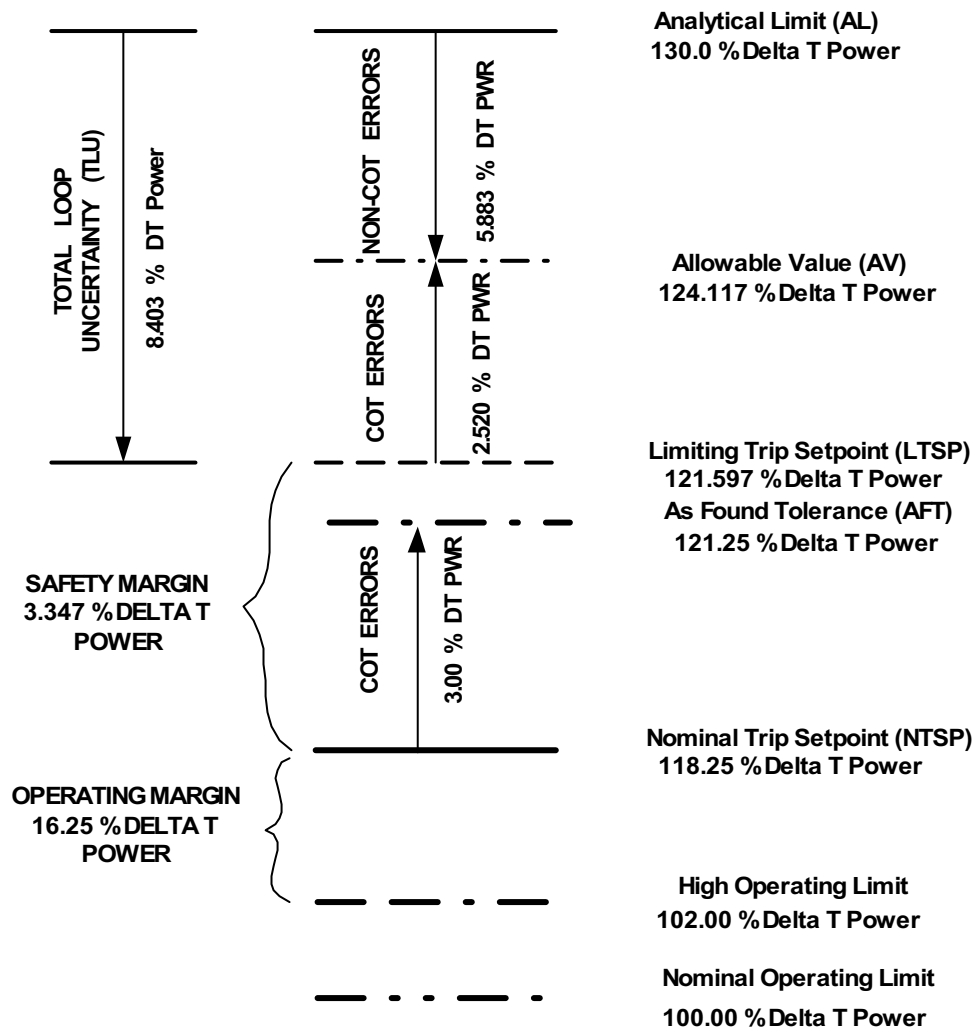 Analytical Limit (AL)
130.0 %Delta T Power
TOTAL LOOP
UNCERTAINTY (TLU)
8.403 % DT Power
NON-COT ERRORS
5.883 % DT PWR
Allowable Value (AV)
124.117 %Delta T Power
COT ERRORS
2.520 % DT PWR
Limiting Trip Setpoint (LTSP)
121.597 %Delta T Power
As Found Tolerance (AFT)
121.25 %Delta T Power
SAFETY MARGIN
3.347 %DELTA T
POWER
COT ERRORS
3.00 % DT PWR
Nominal Trip Setpoint (NTSP)
118.25 %Delta T Power
OPERATING MARGIN
16.25 %DELTA T
POWER
High Operating Limit
102.00 %Delta T Power
Nominal Operating Limit
100.00 %Delta T Power